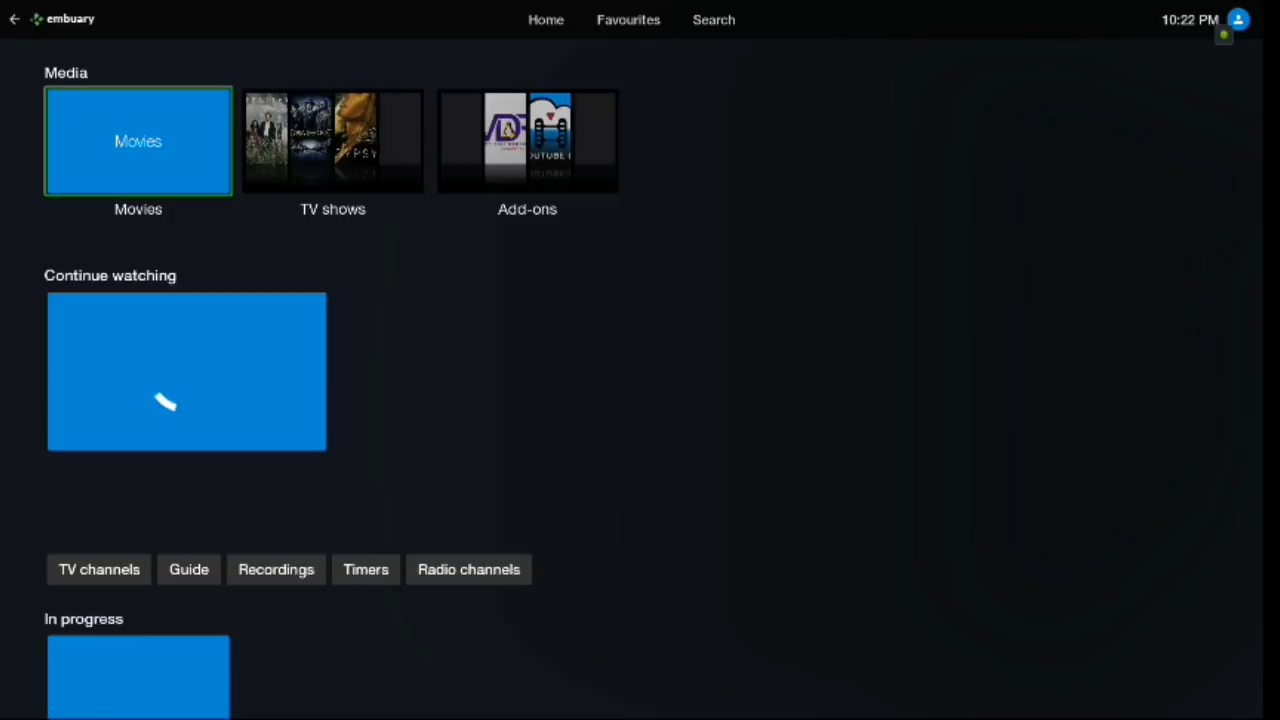 embuary Home Favourites Search 10:22 PM
Media
Movies
Movies TV shows Add-ons
Continue watching
TV channels Guide Recordings Timers Radio channels
In progress